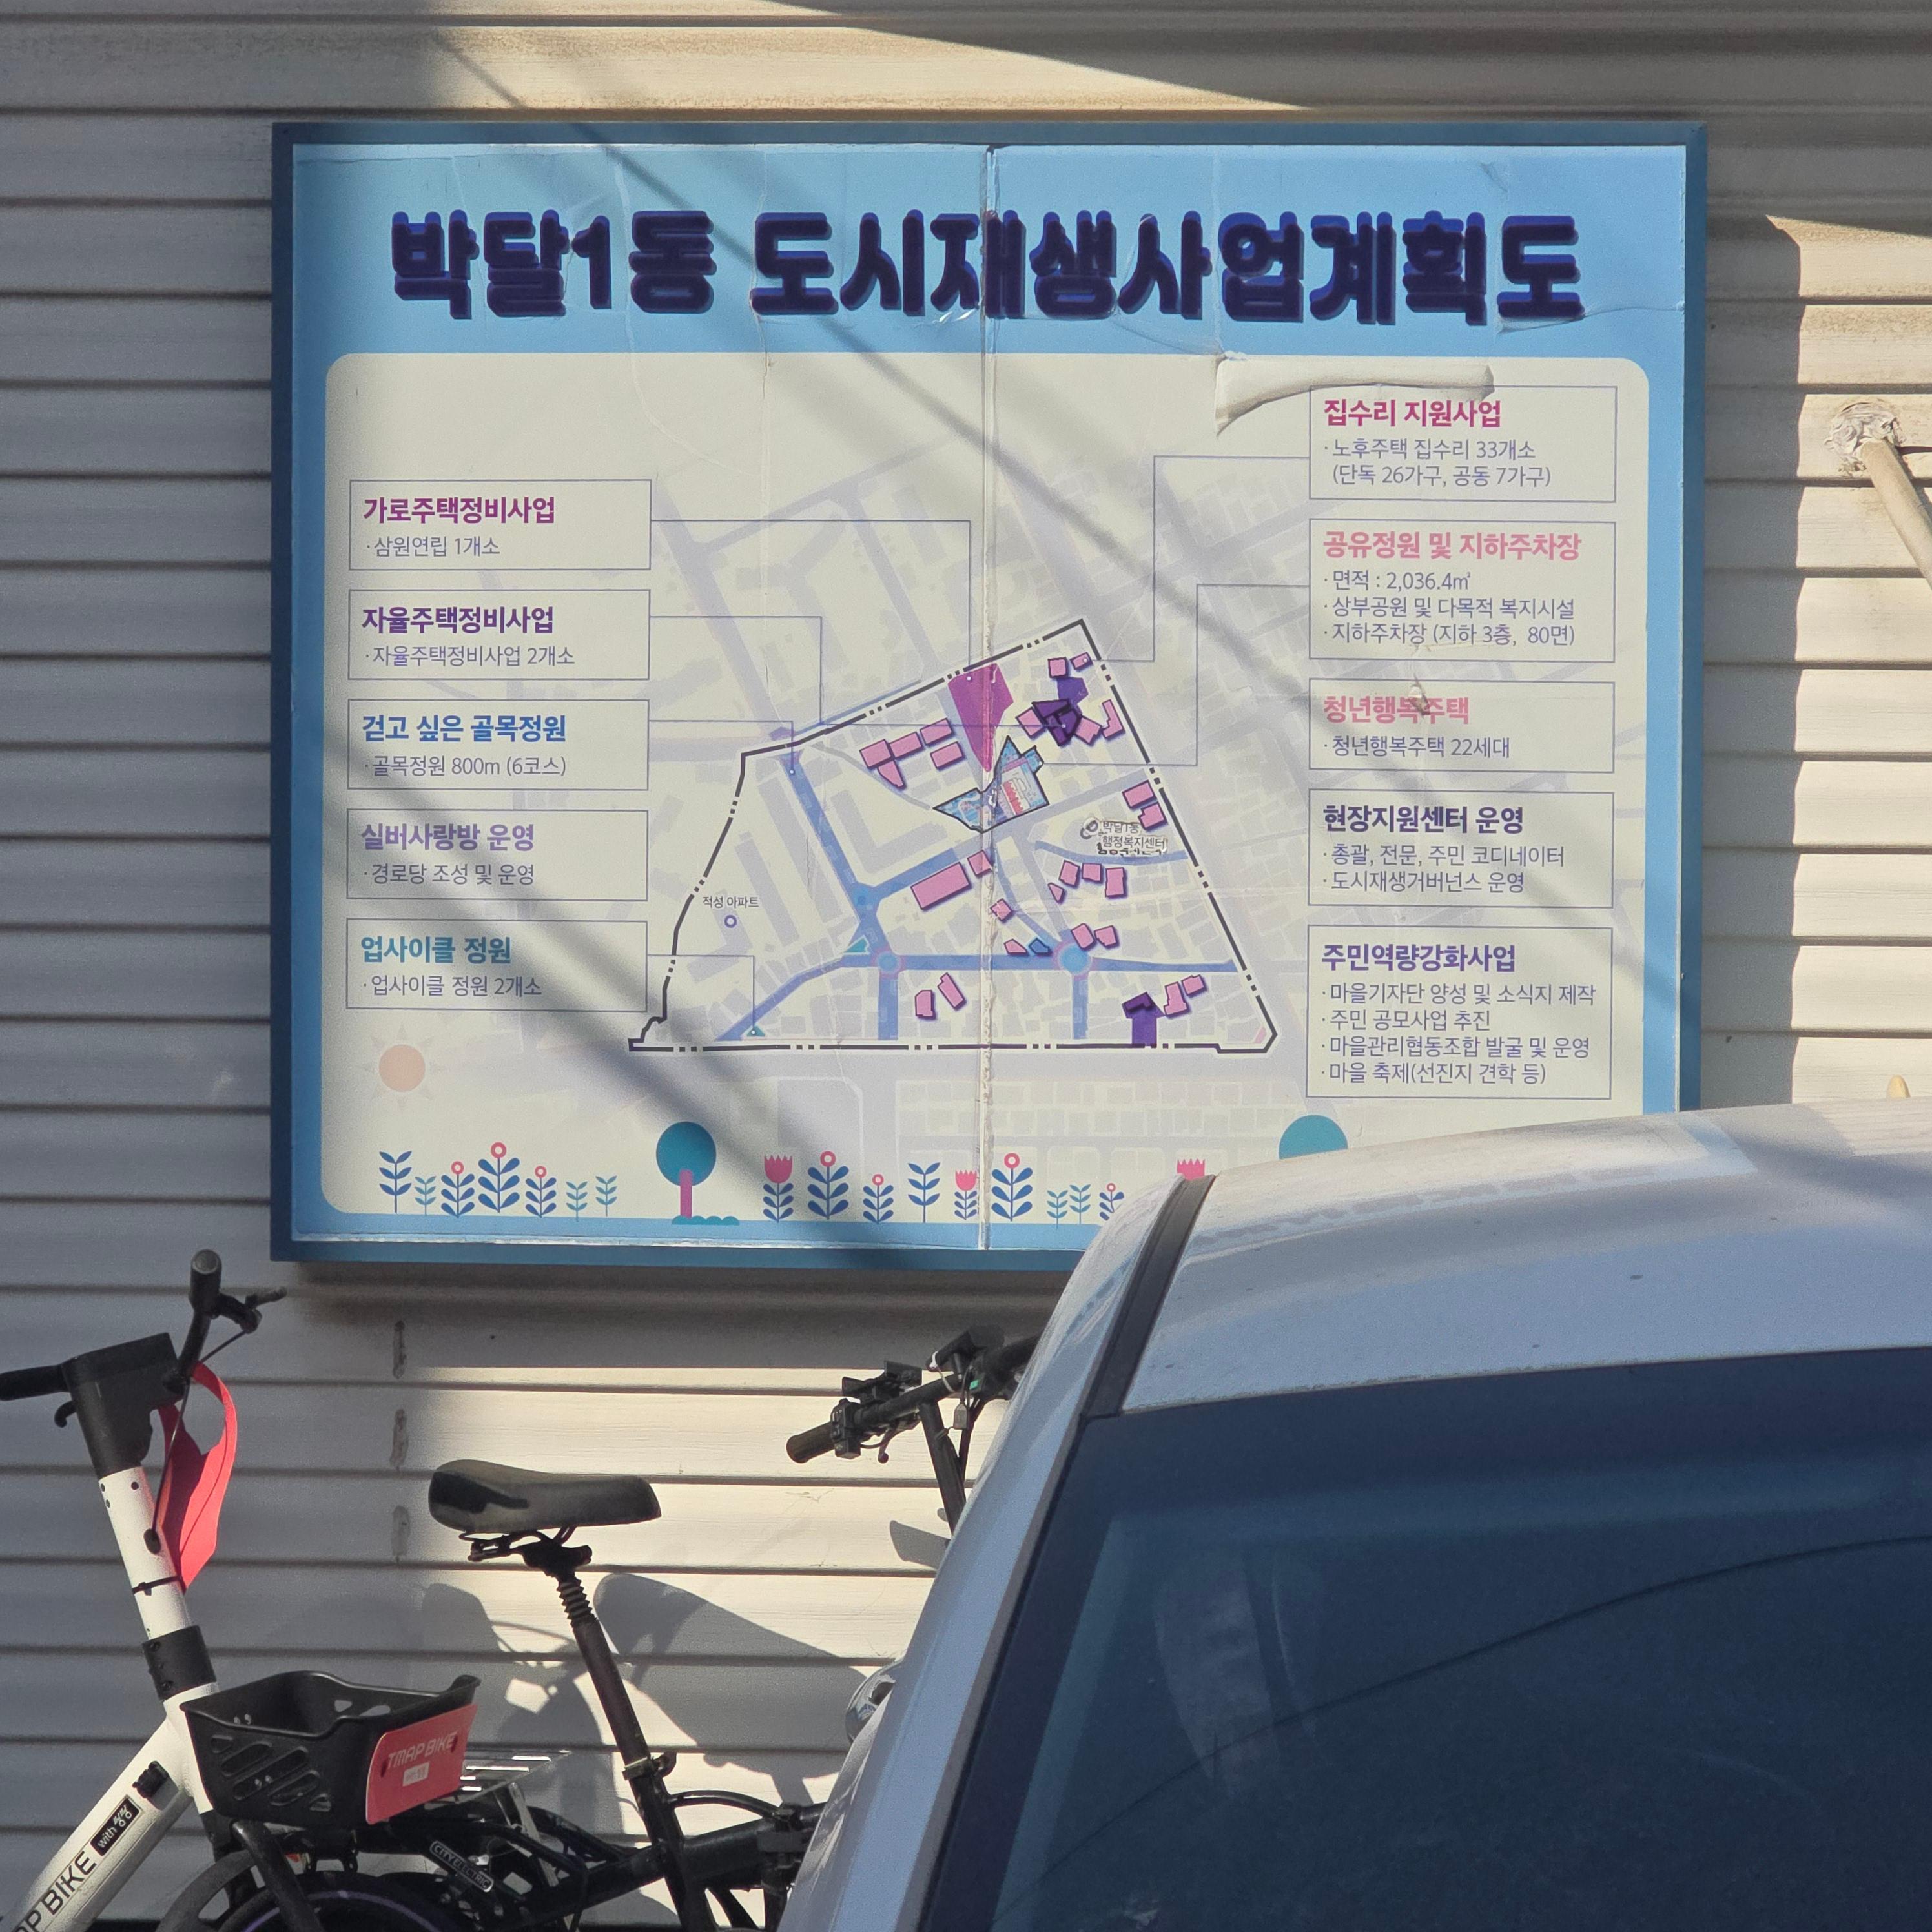 박달1동 도시재생사업계획도
가로주택정비사업
· 삼원연립 1개소
자율주택정비사업
· 자율주택정비사업 2개소
걷고 싶은 골목정원
· 골목정원 800m (6코스)
실버사랑방 운영
· 경로당 조성 및 운영
업사이클 정원
· 업사이클 정원 2개소
적성 아파트
박달1동
행정복지센터
집수리 지원사업
· 노후주택 집수리 33개소
(단독 26가구, 공동 7가구)
공유정원 및 지하주차장
· 면적 : 2,036.4㎡
· 상부공원 및 다목적 복지시설
· 지하주차장 (지하 3층, 80면)
청년행복주택
· 청년행복주택 22세대
현장지원센터 운영
· 총괄, 전문, 주민 코디네이터
· 도시재생거버넌스 운영
주민역량강화사업
· 마을기자단 양성 및 소식지 제작
· 주민 공모사업 추진
· 마을관리협동조합 발굴 및 운영
· 마을 축제(선진지 견학 등)
TMAP BIKE
BIKE with 킹킹
CITY ELECTRIC